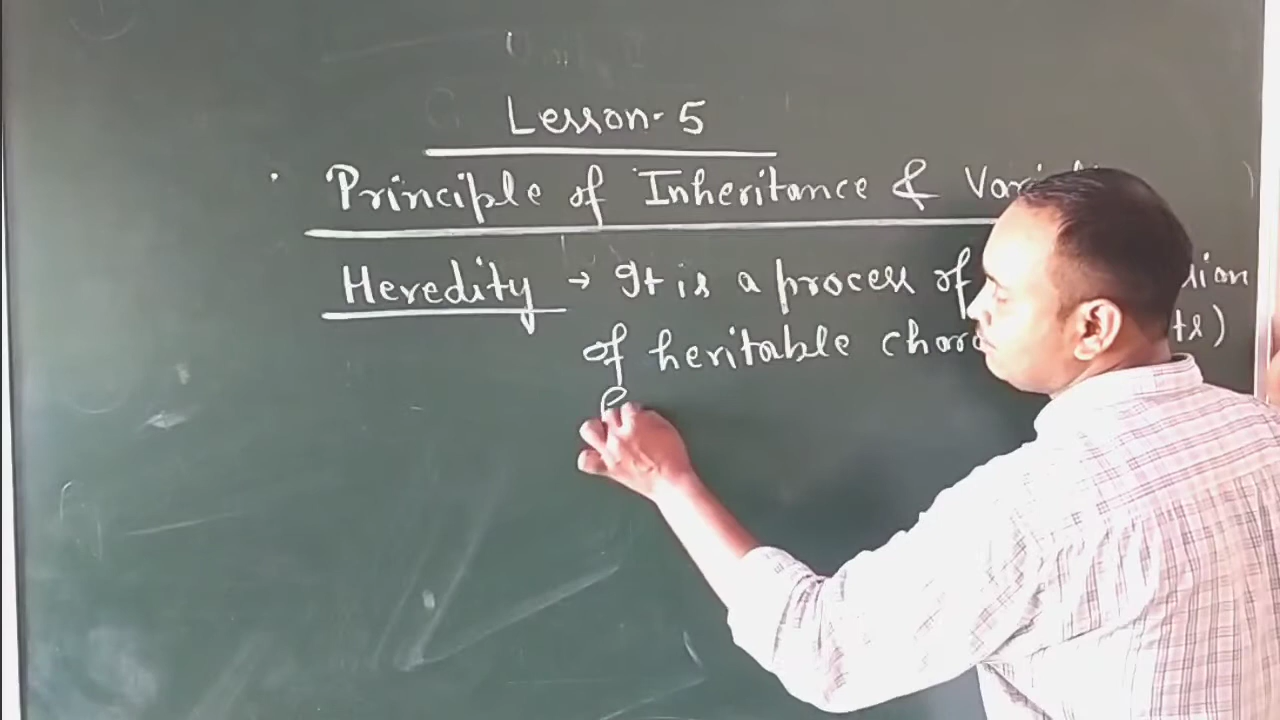 Lesson-5
Principle of Inheritance &
Heredity → It is a process of
of heritable